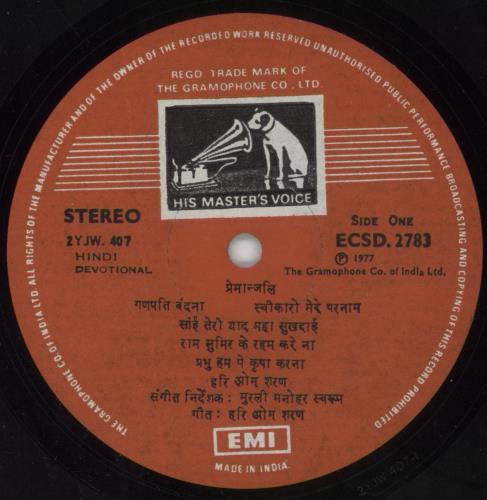 THE GRAMOPHONE CO. OF INDIA LTD. ALL RIGHTS OF THE MANUFACTURER AND OF THE OWNER OF THE RECORDED WORK RESERVED UNAUTHORISED PUBLIC PERFORMANCE BROADCASTING AND COPYING OF THIS RECORD PROHIBITED
REGD. TRADE MARK OF
THE GRAMOPHONE CO., LTD
HIS MASTER'S VOICE
STEREO
2YJW. 407
HINDI
DEVOTIONAL
SIDE ONE
ECSD. 2783
Ⓟ 1977
The Gramophone Co. of India Ltd.
प्रेमान्जलि
गणपति बंदना स्वीकारो मेरे परनाम
सांई तेरी याद महा सुखदाई
राम सुमिर के रहम करे ना
प्रभु हम पे कृपा करना
हरि ओम शरण
संगीत निर्देशक: मुरली मनोहर स्वरूप
गीत: हरि ओम शरण
EMI
MADE IN INDIA
2YJW 407-1